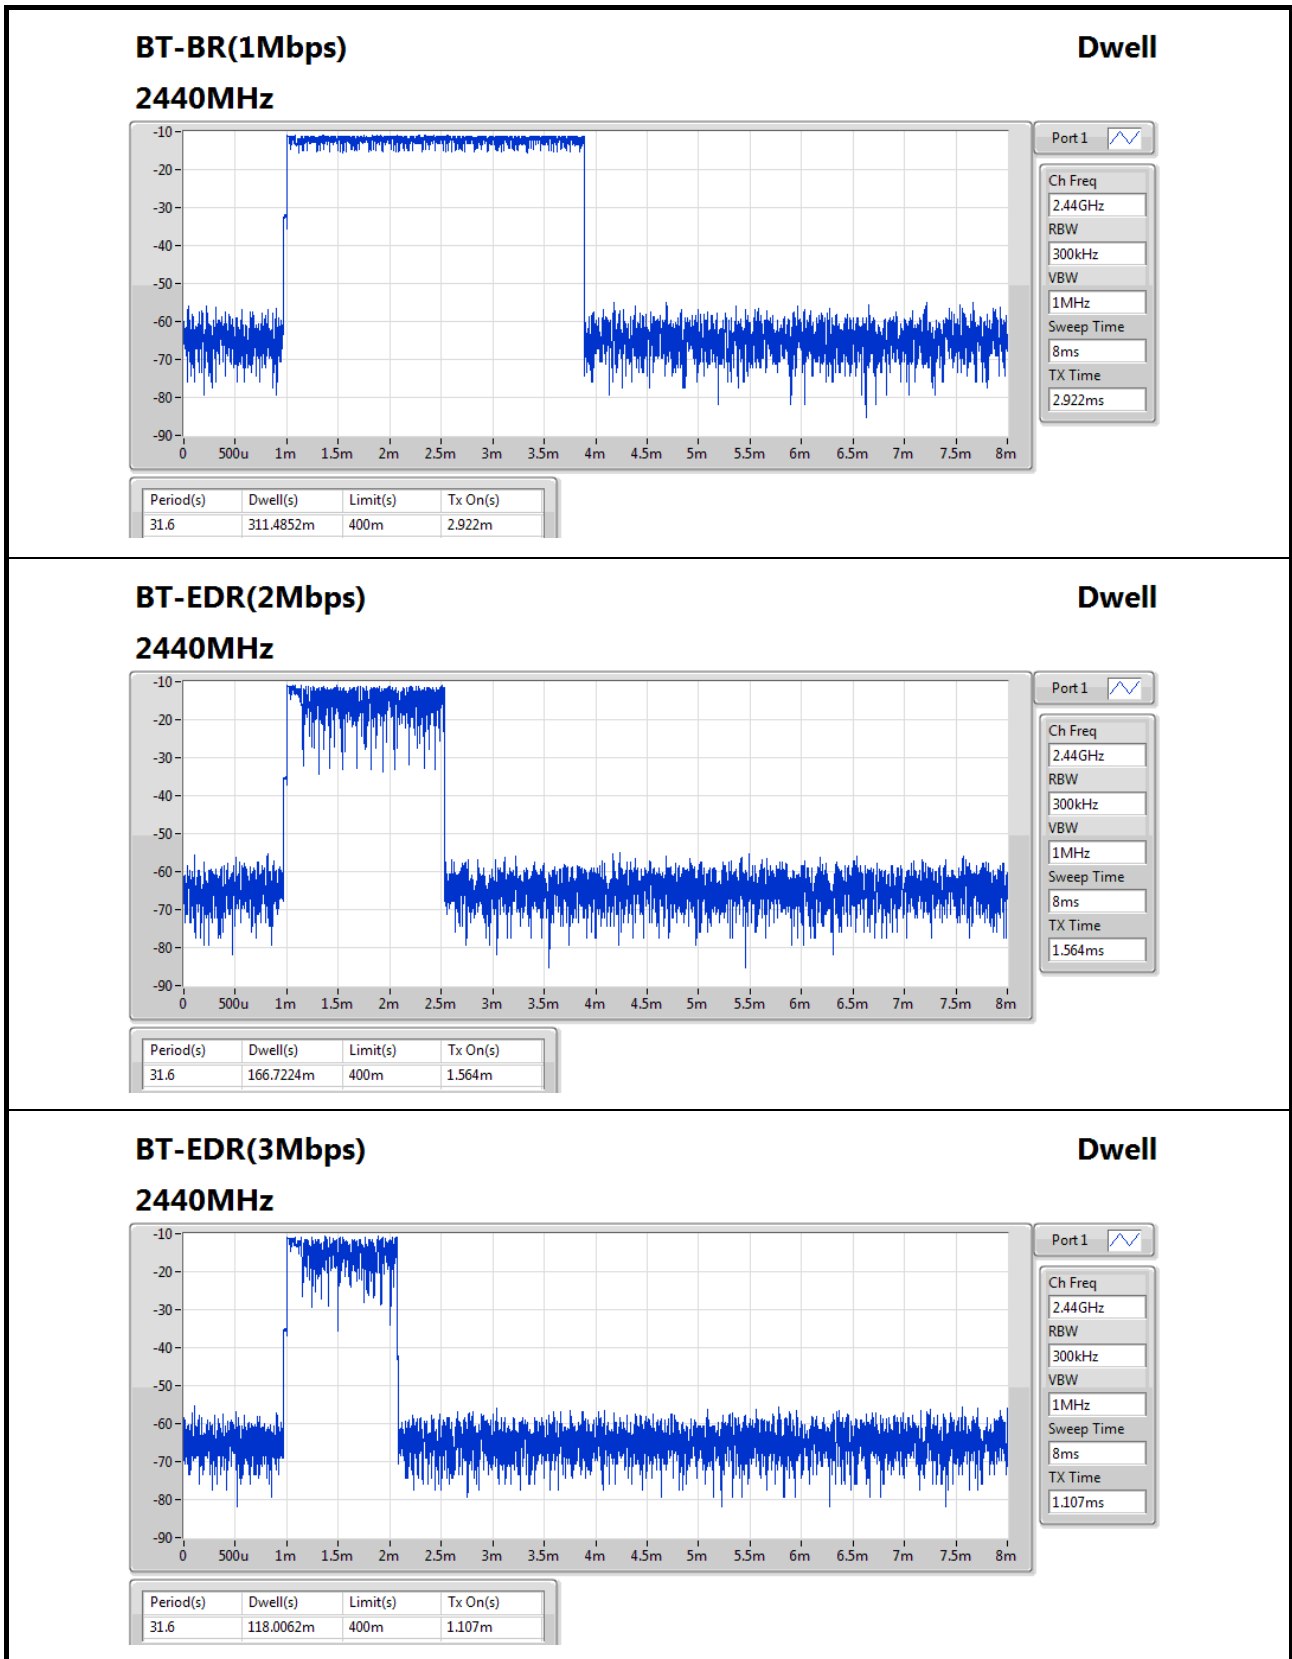 BT-BR(1Mbps) Dwell
2440MHz
-10
-20
-30
-40
-50
-60
-70
-80
-90
0 500u 1m 1.5m 2m 2.5m 3m 3.5m 4m 4.5m 5m 5.5m 6m 6.5m 7m 7.5m 8m
Port 1
Ch Freq
2.44GHz
RBW
300kHz
VBW
1MHz
Sweep Time
8ms
TX Time
2.922ms
Period(s) Dwell(s) Limit(s) Tx On(s)
31.6 311.4852m 400m 2.922m
BT-EDR(2Mbps) Dwell
2440MHz
-10
-20
-30
-40
-50
-60
-70
-80
-90
0 500u 1m 1.5m 2m 2.5m 3m 3.5m 4m 4.5m 5m 5.5m 6m 6.5m 7m 7.5m 8m
Port 1
Ch Freq
2.44GHz
RBW
300kHz
VBW
1MHz
Sweep Time
8ms
TX Time
1.564ms
Period(s) Dwell(s) Limit(s) Tx On(s)
31.6 166.7224m 400m 1.564m
BT-EDR(3Mbps) Dwell
2440MHz
-10
-20
-30
-40
-50
-60
-70
-80
-90
0 500u 1m 1.5m 2m 2.5m 3m 3.5m 4m 4.5m 5m 5.5m 6m 6.5m 7m 7.5m 8m
Port 1
Ch Freq
2.44GHz
RBW
300kHz
VBW
1MHz
Sweep Time
8ms
TX Time
1.107ms
Period(s) Dwell(s) Limit(s) Tx On(s)
31.6 118.0062m 400m 1.107m